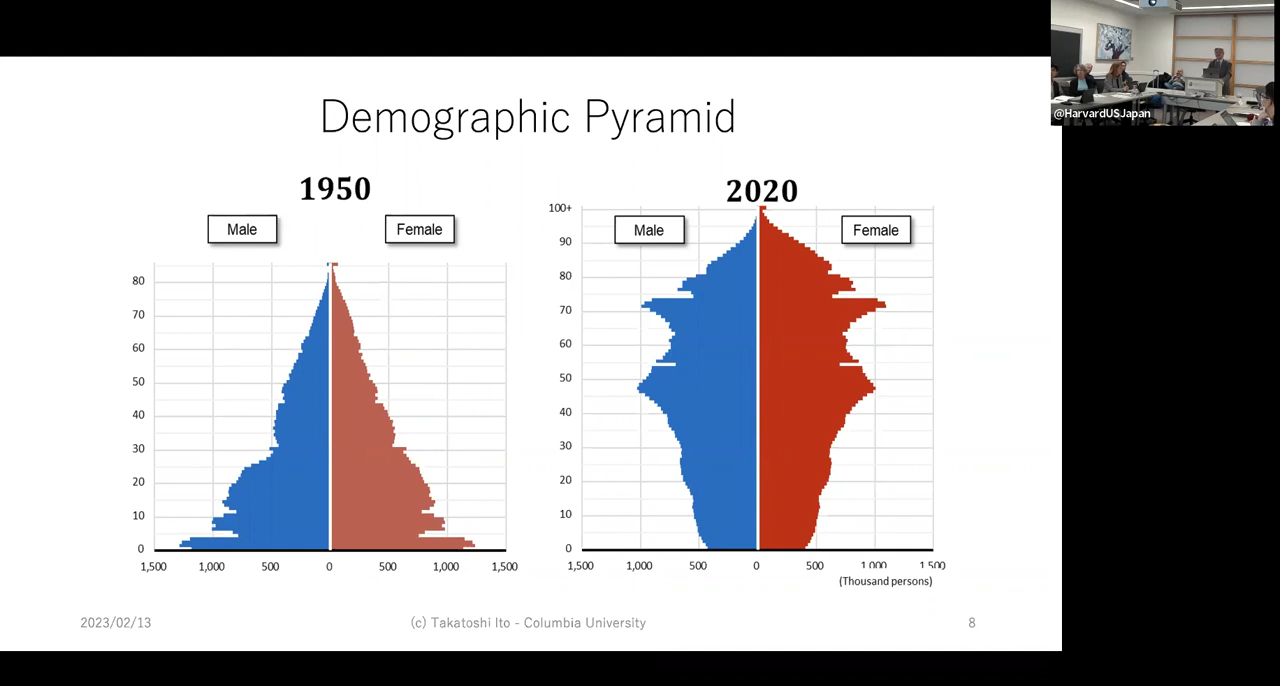 @HarvardUSJapan
Demographic Pyramid
1950
Male
Female
80
70
60
50
40
30
20
10
0
1,500 1,000 500 0 500 1,000 1,500
2020
Male
Female
100+
90
80
70
60
50
40
30
20
10
0
1,500 1,000 500 0 500 1 000 1 500
(Thousand persons)
2023/02/13
(c) Takatoshi Ito - Columbia University
8